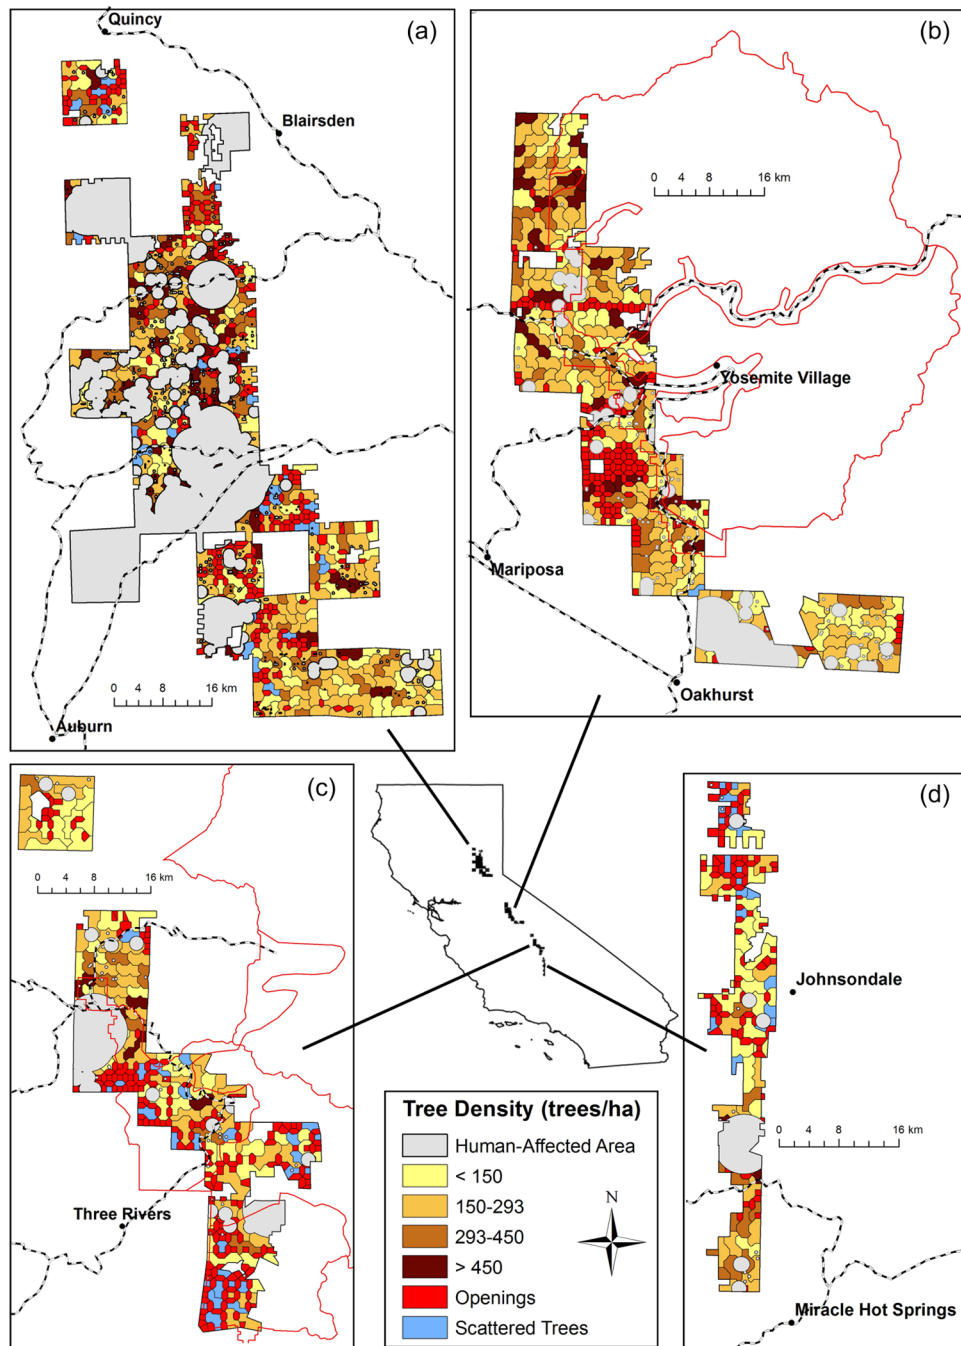 Quincy
(a)
Blairsden
0 4 8 16 km
Auburn
(b)
0 4 8 16 km
Yosemite Village
Mariposa
Oakhurst
(c)
0 4 8 16 km
Three Rivers
(d)
Johnsondale
0 2 4 8 16 km
Miracle Hot Springs
Tree Density (trees/ha)
Human-Affected Area
< 150
150-293
293-450
> 450
Openings
Scattered Trees
N